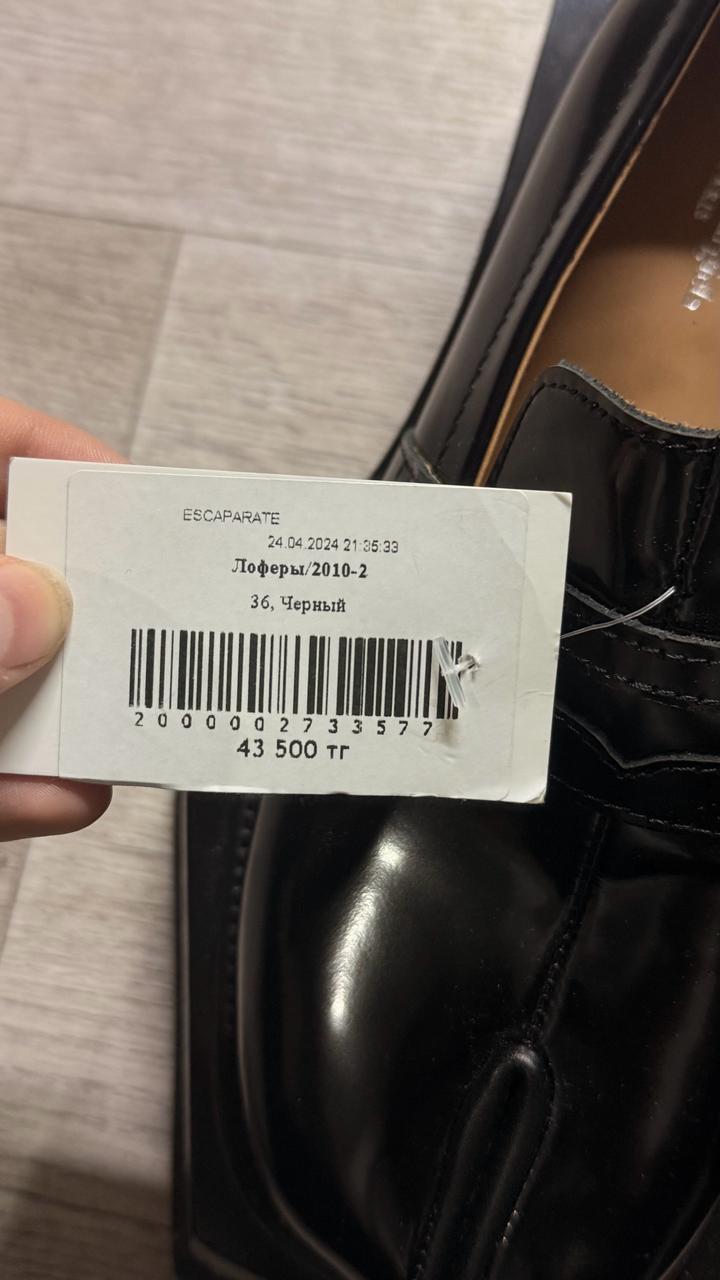 ESCAPARATE
24.04.2024 21:35:33
Лоферы/2010-2
36, Черный
2000002733577
43 500 тг